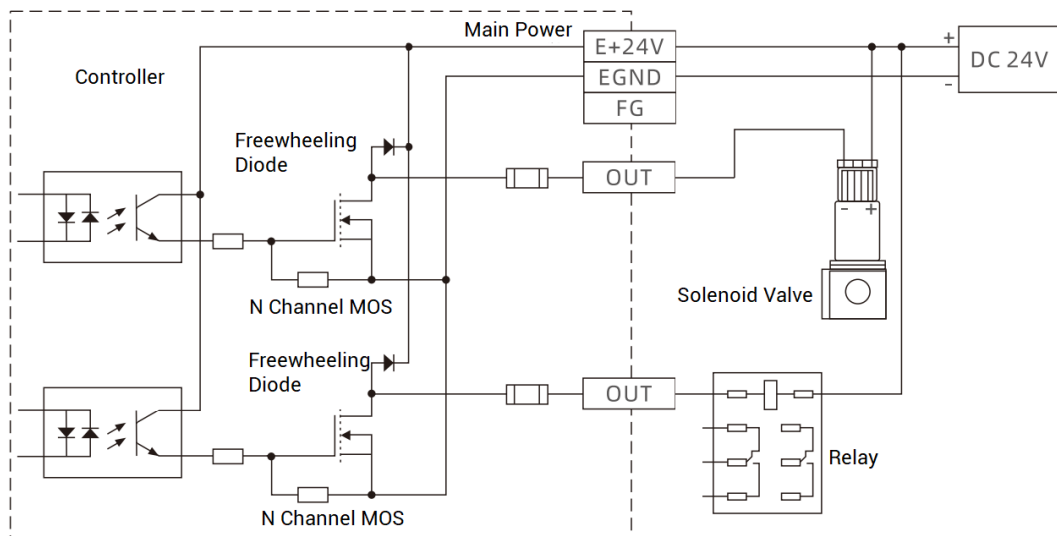 Main Power
E+24V
EGND
FG
+
-
DC 24V
Controller
Freewheeling
Diode
OUT
- +
N Channel MOS
Solenoid Valve
Freewheeling
Diode
OUT
Relay
N Channel MOS